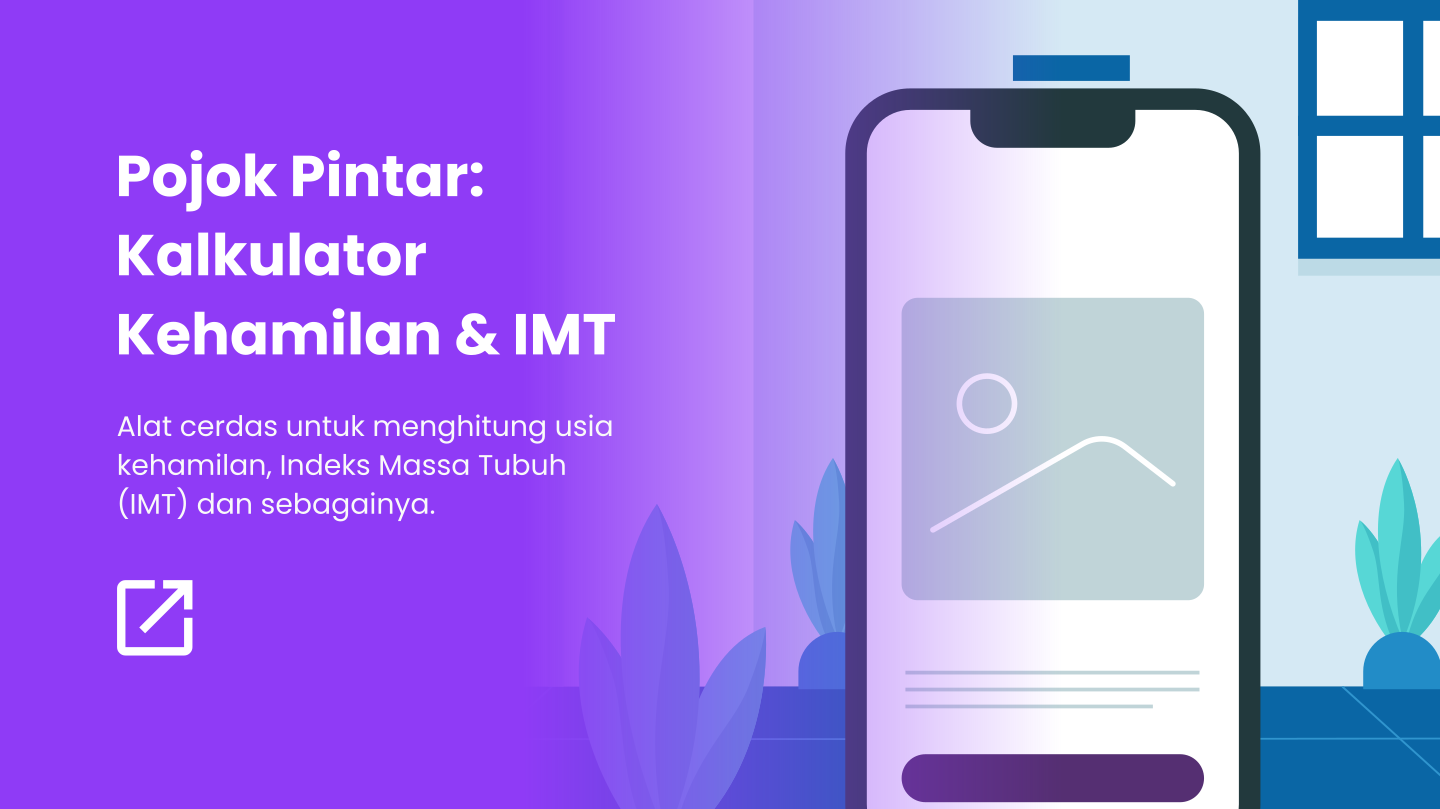 Pojok Pintar:
Kalkulator
Kehamilan & IMT
Alat cerdas untuk menghitung usia
kehamilan, Indeks Massa Tubuh
(IMT) dan sebagainya.